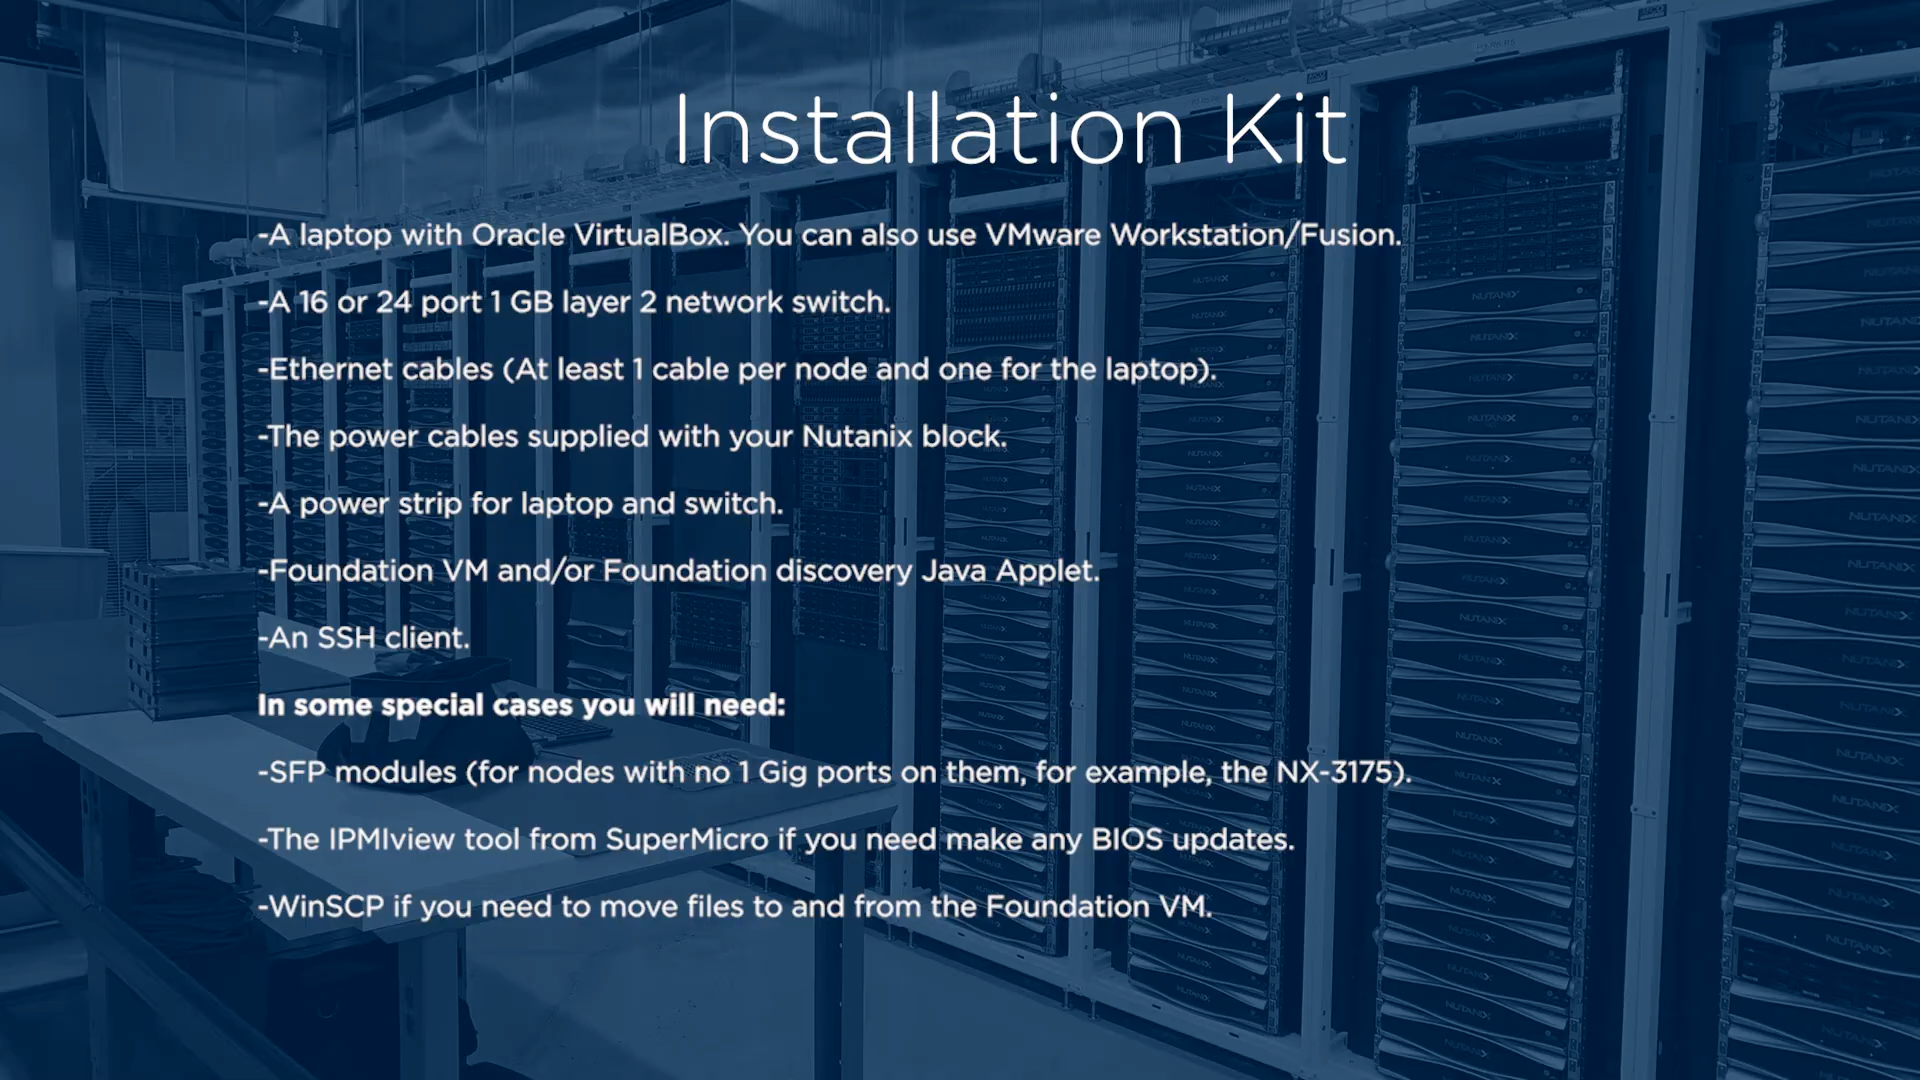 Installation Kit
-A laptop with Oracle VirtualBox. You can also use VMware Workstation/Fusion.
-A 16 or 24 port 1 GB layer 2 network switch.
-Ethernet cables (At least 1 cable per node and one for the laptop).
-The power cables supplied with your Nutanix block.
-A power strip for laptop and switch.
-Foundation VM and/or Foundation discovery Java Applet.
-An SSH client.
In some special cases you will need:
-SFP modules (for nodes with no 1 Gig ports on them, for example, the NX-3175).
-The IPMIview tool from SuperMicro if you need make any BIOS updates.
-WinSCP if you need to move files to and from the Foundation VM.